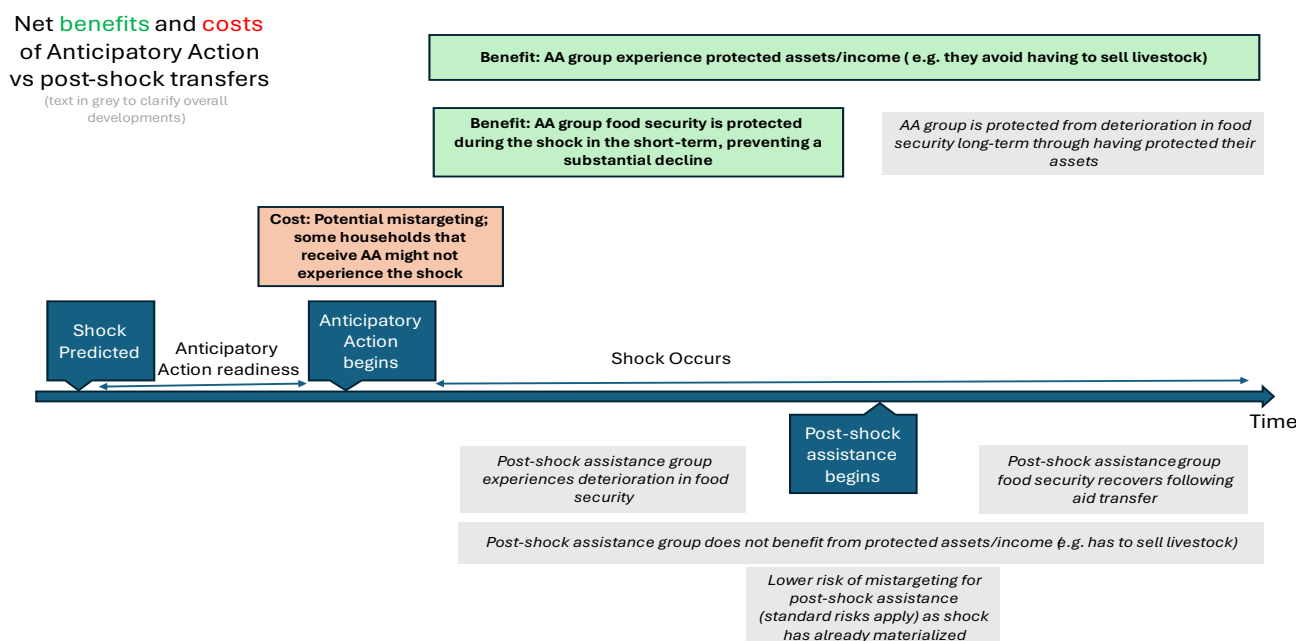 Net benefits and costs
of Anticipatory Action
vs post-shock transfers
(text in grey to clarify overall
developments)
Benefit: AA group experience protected assets/income ( e.g. they avoid having to sell livestock)
Benefit: AA group food security is protected
during the shock in the short-term, preventing a
substantial decline
AA group is protected from deterioration in food
security long-term through having protected their
assets
Cost: Potential mistargeting;
some households that
receive AA might not
experience the shock
Shock
Predicted
Anticipatory
Action readiness
Anticipatory
Action
begins
Shock Occurs
Time
Post-shock
assistance
begins
Post-shock assistance group
experiences deterioration in food
security
Post-shock assistance group
food security recovers following
aid transfer
Post-shock assistance group does not benefit from protected assets/income (e.g. has to sell livestock)
Lower risk of mistargeting for
post-shock assistance
(standard risks apply) as shock
has already materialized